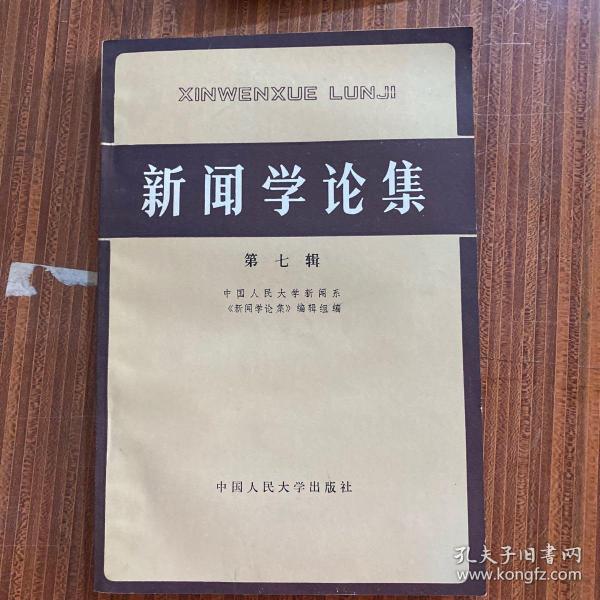 XINWENXUE LUNJI
新闻学论集
第七辑
中国人民大学新闻系
《新闻学论集》编辑组编
中国人民大学出版社
孔夫子旧书网
www.kongfz.com